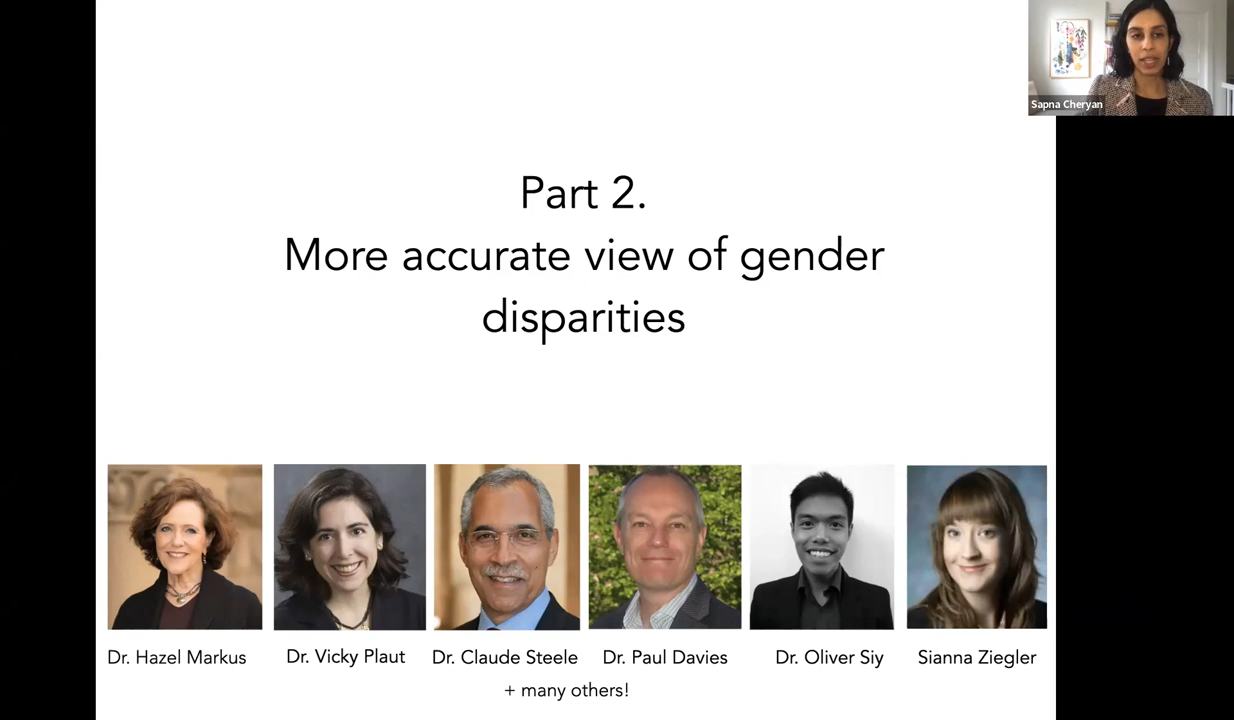 Sapna Cheryan
Part 2.
More accurate view of gender
disparities
Dr. Hazel Markus
Dr. Vicky Plaut
Dr. Claude Steele
Dr. Paul Davies
Dr. Oliver Siy
Sianna Ziegler
+ many others!